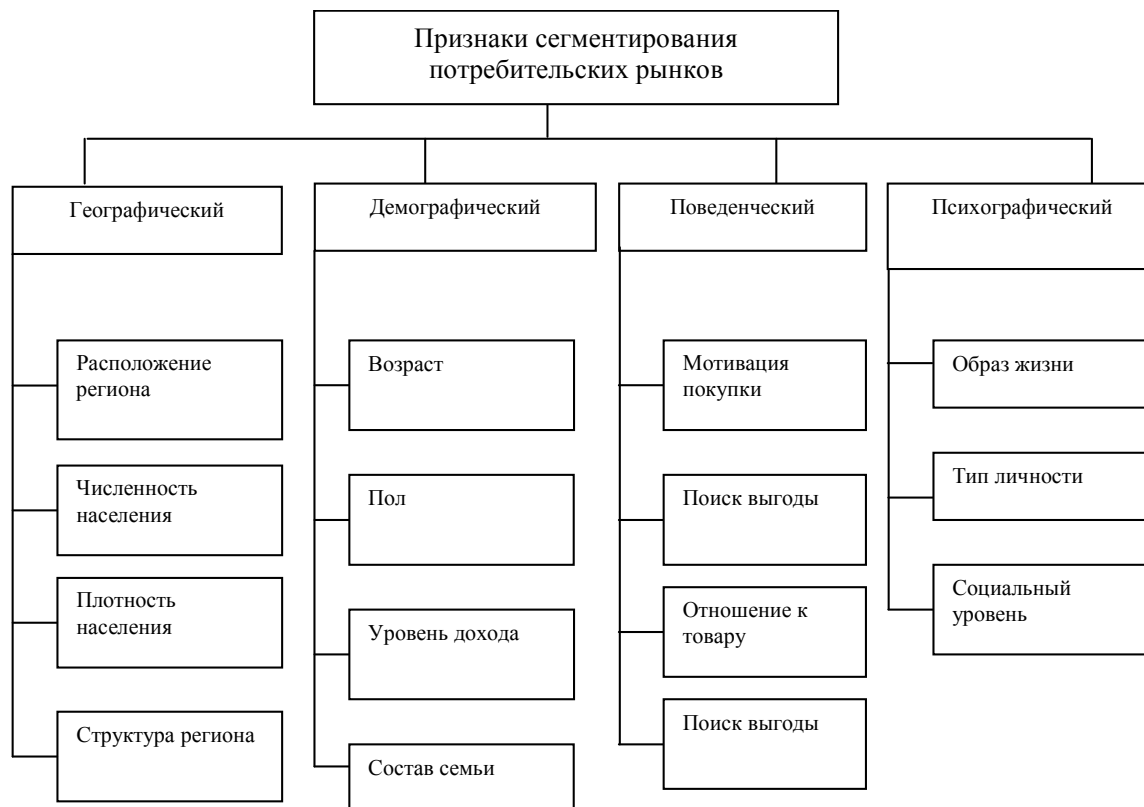 Признаки сегментирования
потребительских рынков
Географический
Демографический
Поведенческий
Психографический
Расположение
региона
Численность
населения
Плотность
населения
Структура региона
Возраст
Пол
Уровень дохода
Состав семьи
Мотивация
покупки
Поиск выгоды
Отношение к
товару
Поиск выгоды
Образ жизни
Тип личности
Социальный
уровень